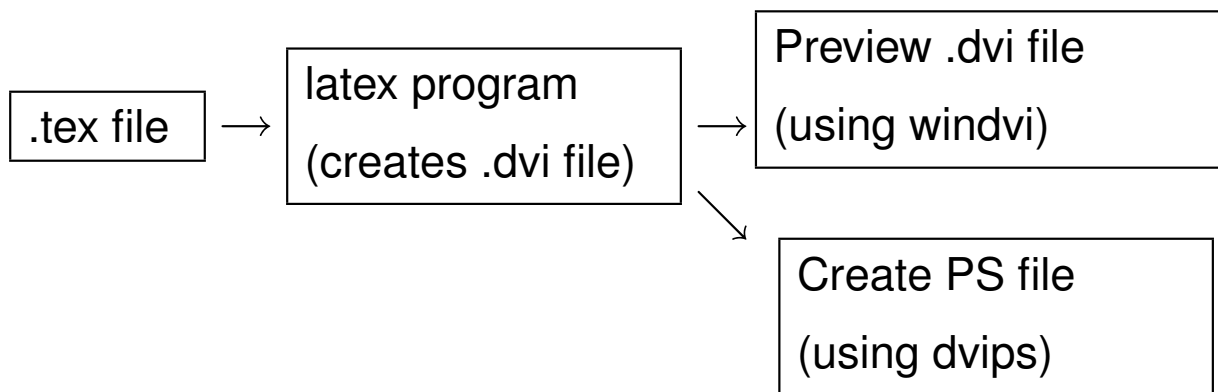 .tex file
latex program
(creates .dvi file)
Preview .dvi file
(using windvi)
Create PS file
(using dvips)